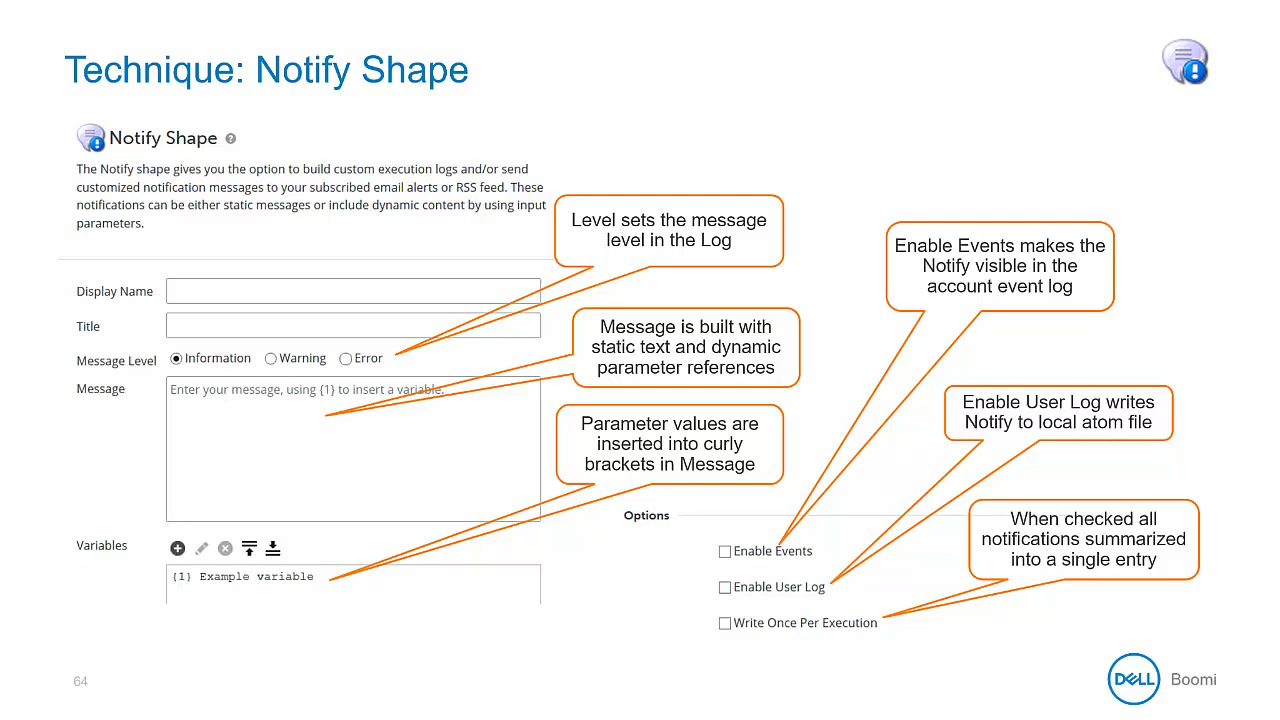 Technique: Notify Shape
Notify Shape ?
The Notify shape gives you the option to build custom execution logs and/or send
customized notification messages to your subscribed email alerts or RSS feed. These
notifications can be either static messages or include dynamic content by using input
parameters.
Level sets the message
level in the Log
Enable Events makes the
Notify visible in the
account event log
Display Name
Title
Message is built with
static text and dynamic
parameter references
Message Level Information Warning Error
Message
Enter your message, using {1} to insert a variable.
Enable User Log writes
Notify to local atom file
Parameter values are
inserted into curly
brackets in Message
Options
When checked all
notifications summarized
into a single entry
Variables
{1} Example variable
Enable Events
Enable User Log
Write Once Per Execution
64
DELL Boomi